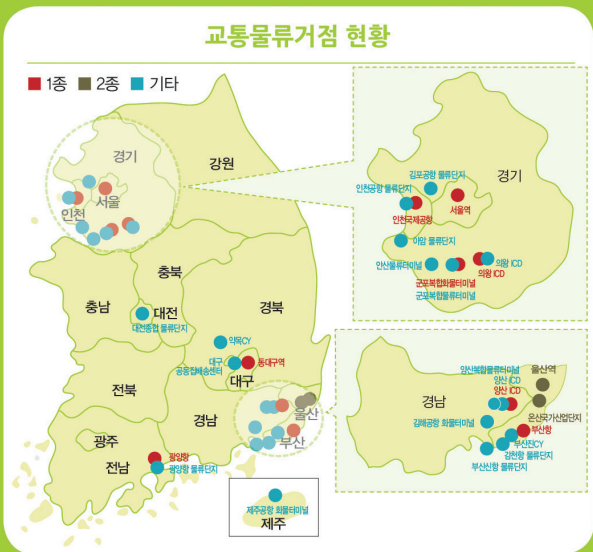 교통물류거점 현황
1종 2종 기타
경기
강원
서울
인천
충북
충남
대전
대전종합 물류단지
경북
약목CY
대구
공동집배송센터
동대구역
대구
전북
경남
울산
부산
광주
전남
광양항
광양항 물류단지
제주공항 화물터미널
제주
경기
김포공항 물류단지
인천공항 물류단지
인천국제공항
서울역
아암 물류단지
안산물류터미널
군포복합화물터미널
군포복합물류터미널
의왕 ICD
의왕 ICD
경남
양산복합물류터미널
양산 ICD
양산 ICD
울산역
온산국가산업단지
김해공항 화물터미널
부산항
부산진CY
감천항 물류단지
부산신항 물류단지